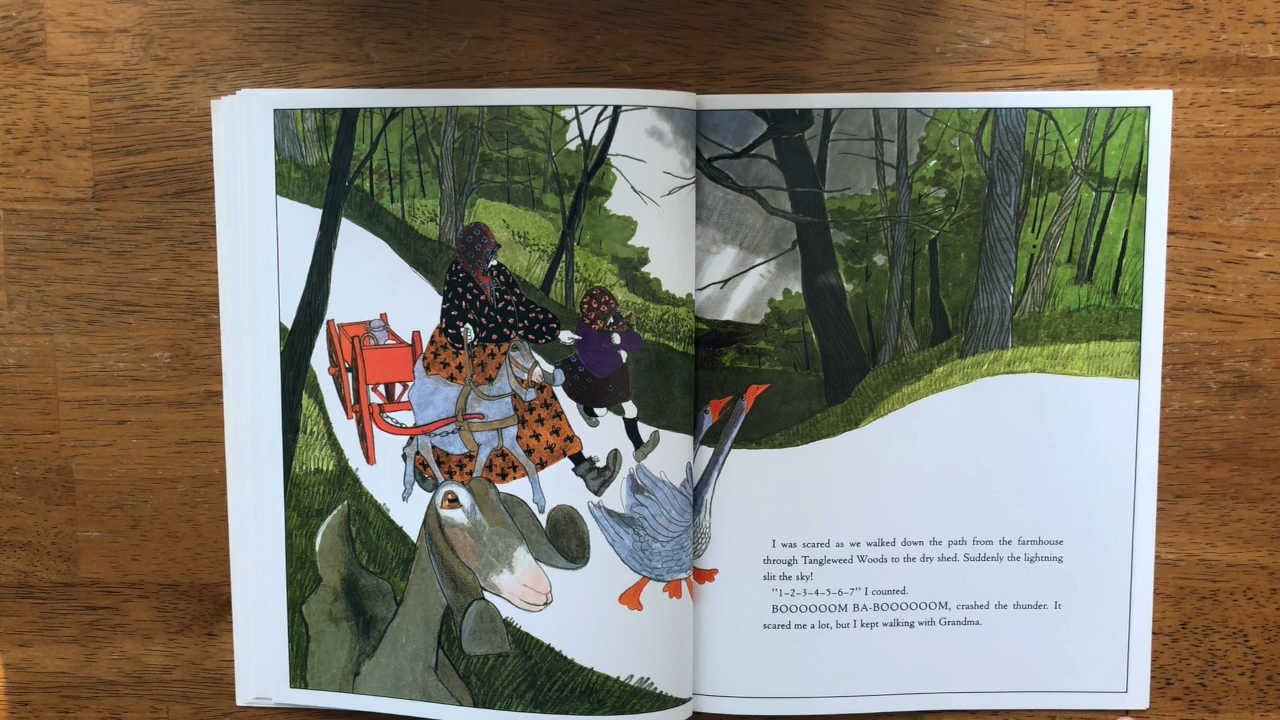 I was scared as we walked down the path from the farmhouse
through Tangleweed Woods to the dry shed. Suddenly the lightning
slit the sky!
"1–2–3–4–5–6–7" I counted.
BOOOOOOM BA-BOOOOOOM, crashed the thunder. It
scared me a lot, but I kept walking with Grandma.